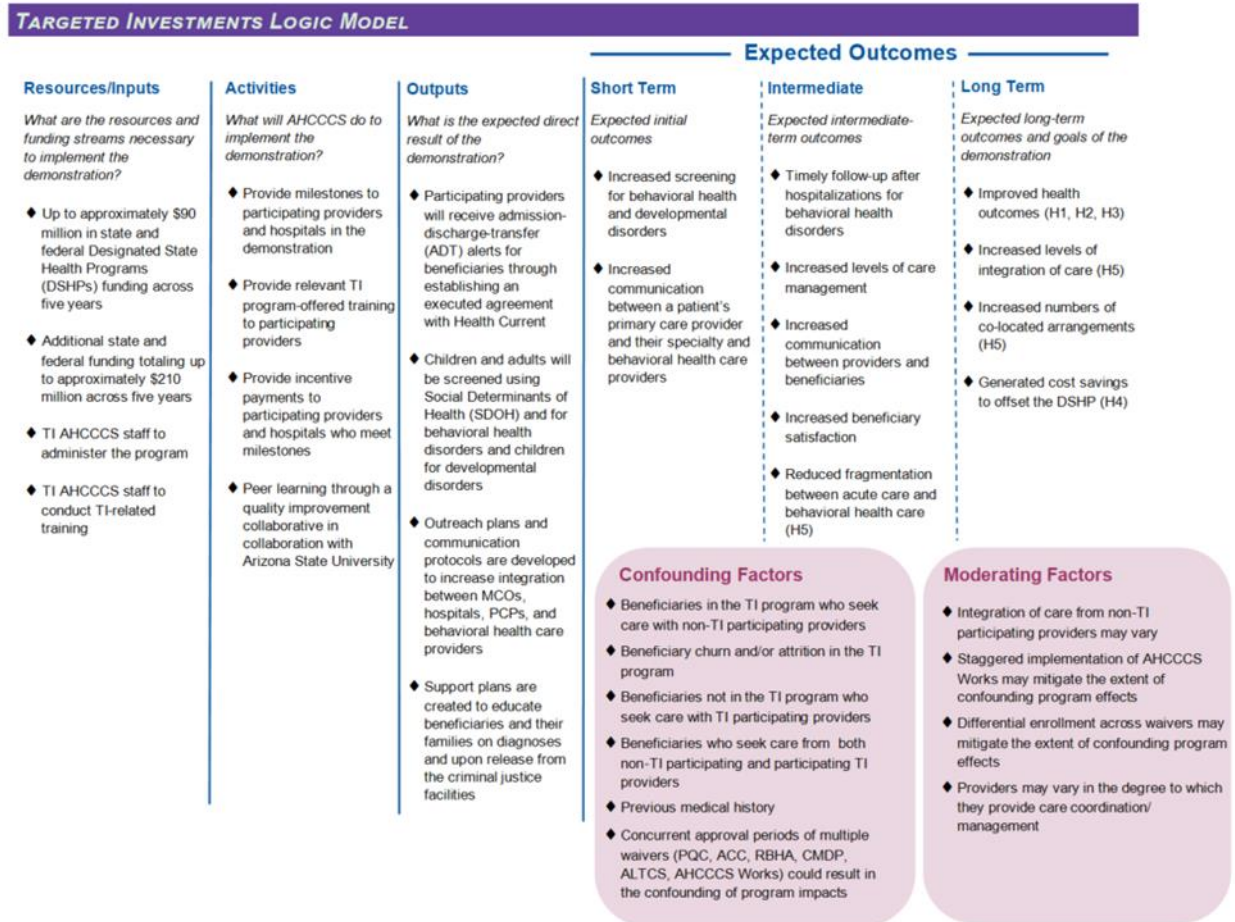 TARGETED INVESTMENTS LOGIC MODEL
Expected Outcomes
Resources/Inputs
What are the resources and
funding streams necessary
to implement the
demonstration?
♦ Up to approximately $90
million in state and
federal Designated State
Health Programs
(DSHPs) funding across
five years
♦ Additional state and
federal funding totaling up
to approximately $210
million across five years
♦ TI AHCCCS staff to
administer the program
♦ TI AHCCCS staff to
conduct TI-related
training
Activities
What will AHCCCS do to
implement the
demonstration?
♦ Provide milestones to
participating providers
and hospitals in the
demonstration
♦ Provide relevant TI
program-offered training
to participating
providers
♦ Provide incentive
payments to
participating providers
and hospitals who meet
milestones
♦ Peer learning through a
quality improvement
collaborative in
collaboration with
Arizona State University
Outputs
What is the expected direct
result of the
demonstration?
♦ Participating providers
will receive admission-
discharge-transfer
(ADT) alerts for
beneficiaries through
establishing an
executed agreement
with Health Current
♦ Children and adults will
be screened using
Social Determinants of
Health (SDOH) and for
behavioral health
disorders and children
for developmental
disorders
♦ Outreach plans and
communication
protocols are developed
to increase integration
between MCOs,
hospitals, PCPs, and
behavioral health care
providers
♦ Support plans are
created to educate
beneficiaries and their
families on diagnoses
and upon release from
the criminal justice
facilities
Short Term
Expected initial
outcomes
♦ Increased screening
for behavioral health
and developmental
disorders
♦ Increased
communication
between a patient's
primary care provider
and their specialty and
behavioral health care
providers
Intermediate
Expected intermediate-
term outcomes
♦ Timely follow-up after
hospitalizations for
behavioral health
disorders
♦ Increased levels of care
management
♦ Increased
communication
between providers and
beneficiaries
♦ Increased beneficiary
satisfaction
♦ Reduced fragmentation
between acute care and
behavioral health care
(H5)
Long Term
Expected long-term
outcomes and goals of the
demonstration
♦ Improved health
outcomes (H1, H2, H3)
♦ Increased levels of
integration of care (H5)
♦ Increased numbers of
co-located arrangements
(H5)
♦ Generated cost savings
to offset the DSHP (H4)
Confounding Factors
♦ Beneficiaries in the TI program who seek
care with non-TI participating providers
♦ Beneficiary churn and/or attrition in the TI
program
♦ Beneficiaries not in the TI program who
seek care with TI participating providers
♦ Beneficiaries who seek care from both
non-TI participating and participating TI
providers
♦ Previous medical history
♦ Concurrent approval periods of multiple
waivers (PQC, ACC, RBHA, CMDP,
ALTCS, AHCCCS Works) could result in
the confounding of program impacts
Moderating Factors
♦ Integration of care from non-TI
participating providers may vary
♦ Staggered implementation of AHCCCS
Works may mitigate the extent of
confounding program effects
♦ Differential enrollment across waivers may
mitigate the extent of confounding program
effects
♦ Providers may vary in the degree to which
they provide care coordination/
management